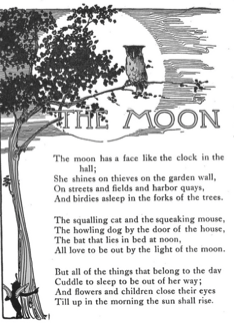 THE MOON
The moon has a face like the clock in the
hall;
She shines on thieves on the garden wall,
On streets and fields and harbor quays,
And birdies asleep in the forks of the trees.
The squalling cat and the squeaking mouse,
The howling dog by the door of the house,
The bat that lies in bed at noon,
All love to be out by the light of the moon.
But all of the things that belong to the day
Cuddle to sleep to be out of her way;
And flowers and children close their eyes
Till up in the morning the sun shall rise.